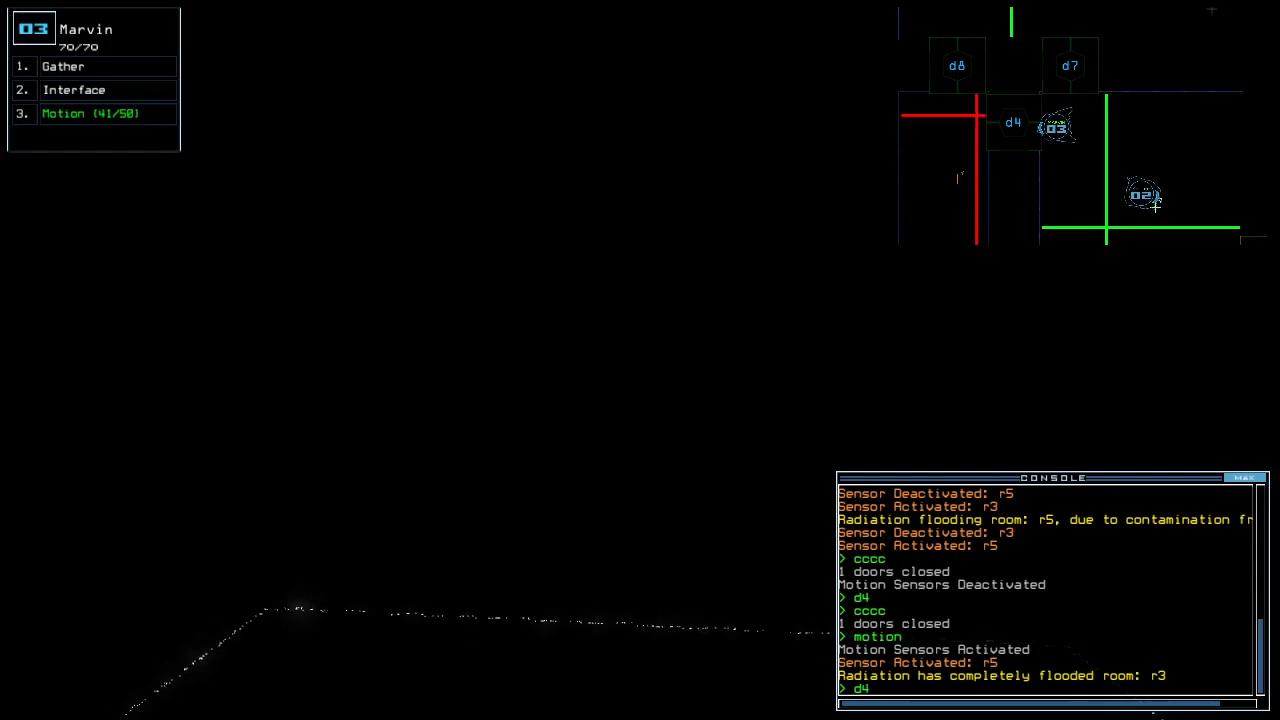 03 Marvin
70/70
1. Gather
2. Interface
3. Motion (41/50)
d8
d7
d4
03
02
CONSOLE
MAX
Sensor Deactivated: r5
Sensor Activated: r3
Radiation flooding room: r5, due to contamination fr
Sensor Deactivated: r3
Sensor Activated: r5
> cccc
1 doors closed
Motion Sensors Deactivated
> d4
> cccc
1 doors closed
> motion
Motion Sensors Activated
Sensor Activated: r5
Radiation has completely flooded room: r3
> d4